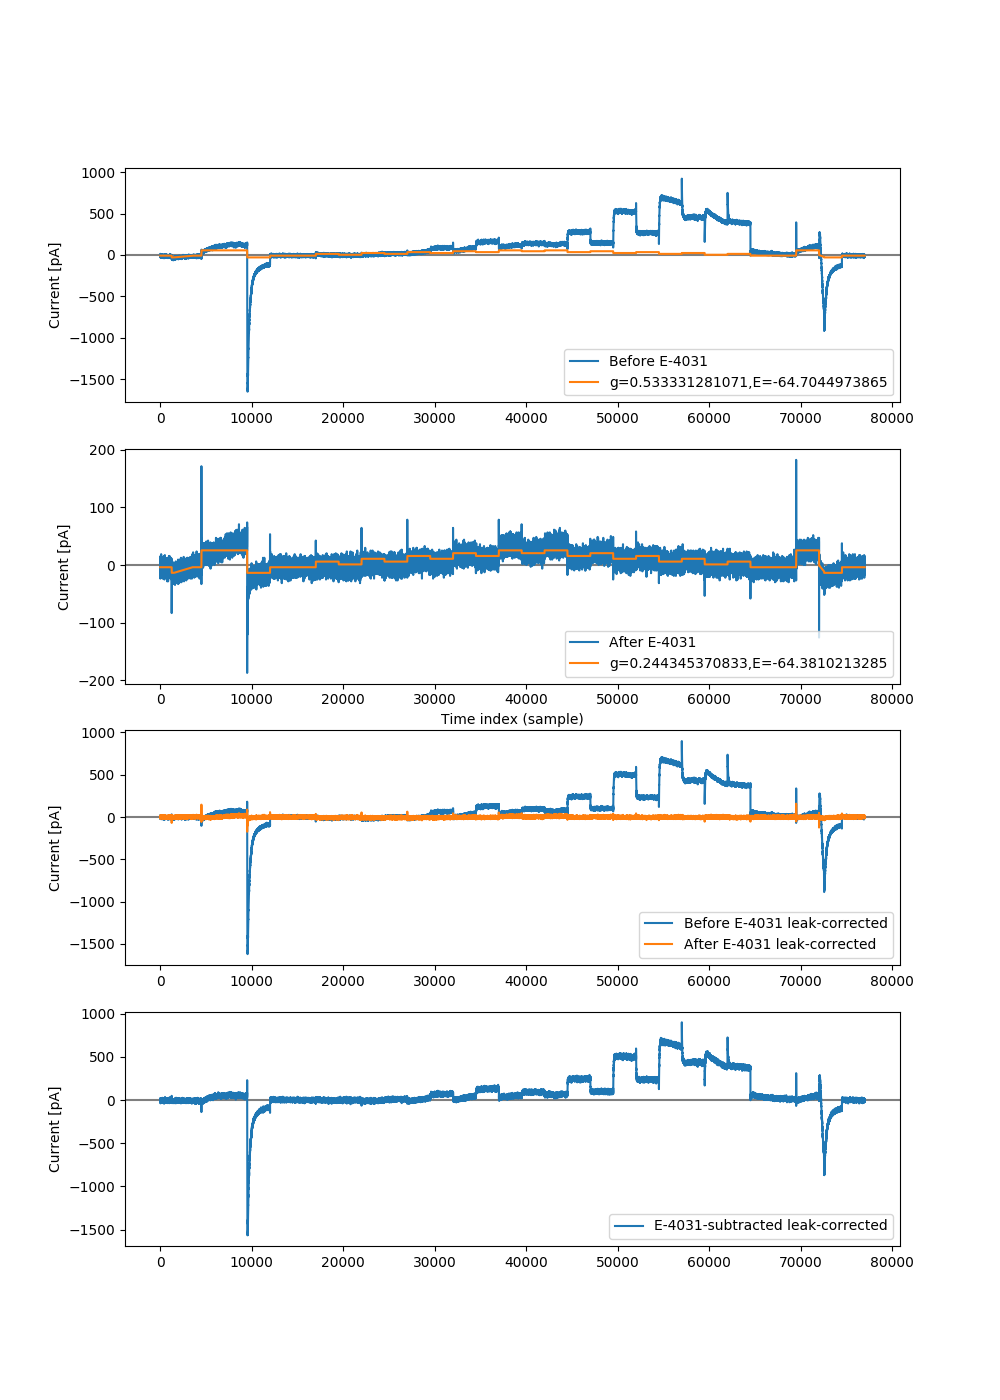 1000
500
0
−500
−1000
−1500
Current [pA]
Before E-4031
g=0.533331281071,E=-64.7044973865
0 10000 20000 30000 40000 50000 60000 70000 80000
200
100
0
−100
−200
Current [pA]
After E-4031
g=0.244345370833,E=-64.3810213285
0 10000 20000 30000 40000 50000 60000 70000 80000
Time index (sample)
1000
500
0
−500
−1000
−1500
Current [pA]
Before E-4031 leak-corrected
After E-4031 leak-corrected
0 10000 20000 30000 40000 50000 60000 70000 80000
1000
500
0
−500
−1000
−1500
Current [pA]
E-4031-subtracted leak-corrected
0 10000 20000 30000 40000 50000 60000 70000 80000